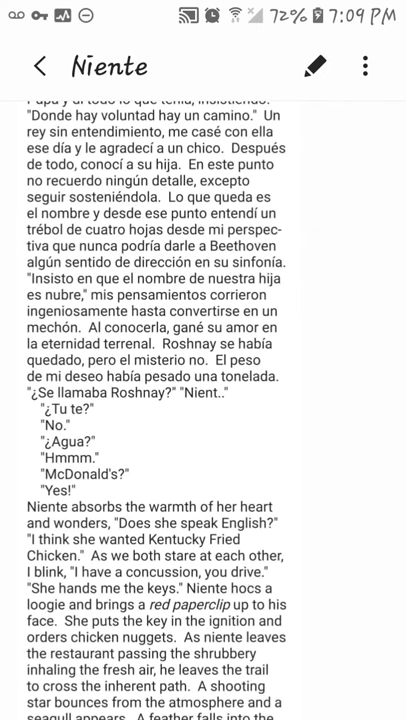 72% 7:09 PM
Niente
Papá y di todo lo que tenía, insistiendo:
"Donde hay voluntad hay un camino."  Un
rey sin entendimiento, me casé con ella
ese día y le agradecí a un chico.  Después
de todo, conocí a su hija.  En este punto
no recuerdo ningún detalle, excepto
seguir sosteniéndola.  Lo que queda es
el nombre y desde ese punto entendí un
trébol de cuatro hojas desde mi perspec-
tiva que nunca podría darle a Beethoven
algún sentido de dirección en su sinfonía.
"Insisto en que el nombre de nuestra hija
es nubre," mis pensamientos corrieron
ingeniosamente hasta convertirse en un
mechón.  Al conocerla, gané su amor en
la eternidad terrenal.  Roshnay se había
quedado, pero el misterio no.  El peso
de mi deseo había pesado una tonelada.
"¿Se llamaba Roshnay?" "Nient.."
"¿Tu te?"
"No."
"¿Agua?"
"Hmmm."
"McDonald's?"
"Yes!"
Niente absorbs the warmth of her heart
and wonders, "Does she speak English?"
"I think she wanted Kentucky Fried
Chicken."  As we both stare at each other,
I blink, "I have a concussion, you drive."
"She hands me the keys." Niente hocs a
loogie and brings a red paperclip up to his
face.  She puts the key in the ignition and
orders chicken nuggets.  As niente leaves
the restaurant passing the shrubbery
inhaling the fresh air, he leaves the trail
to cross the inherent path.  A shooting
star bounces from the atmosphere and a
seagull appears.  A feather falls into the